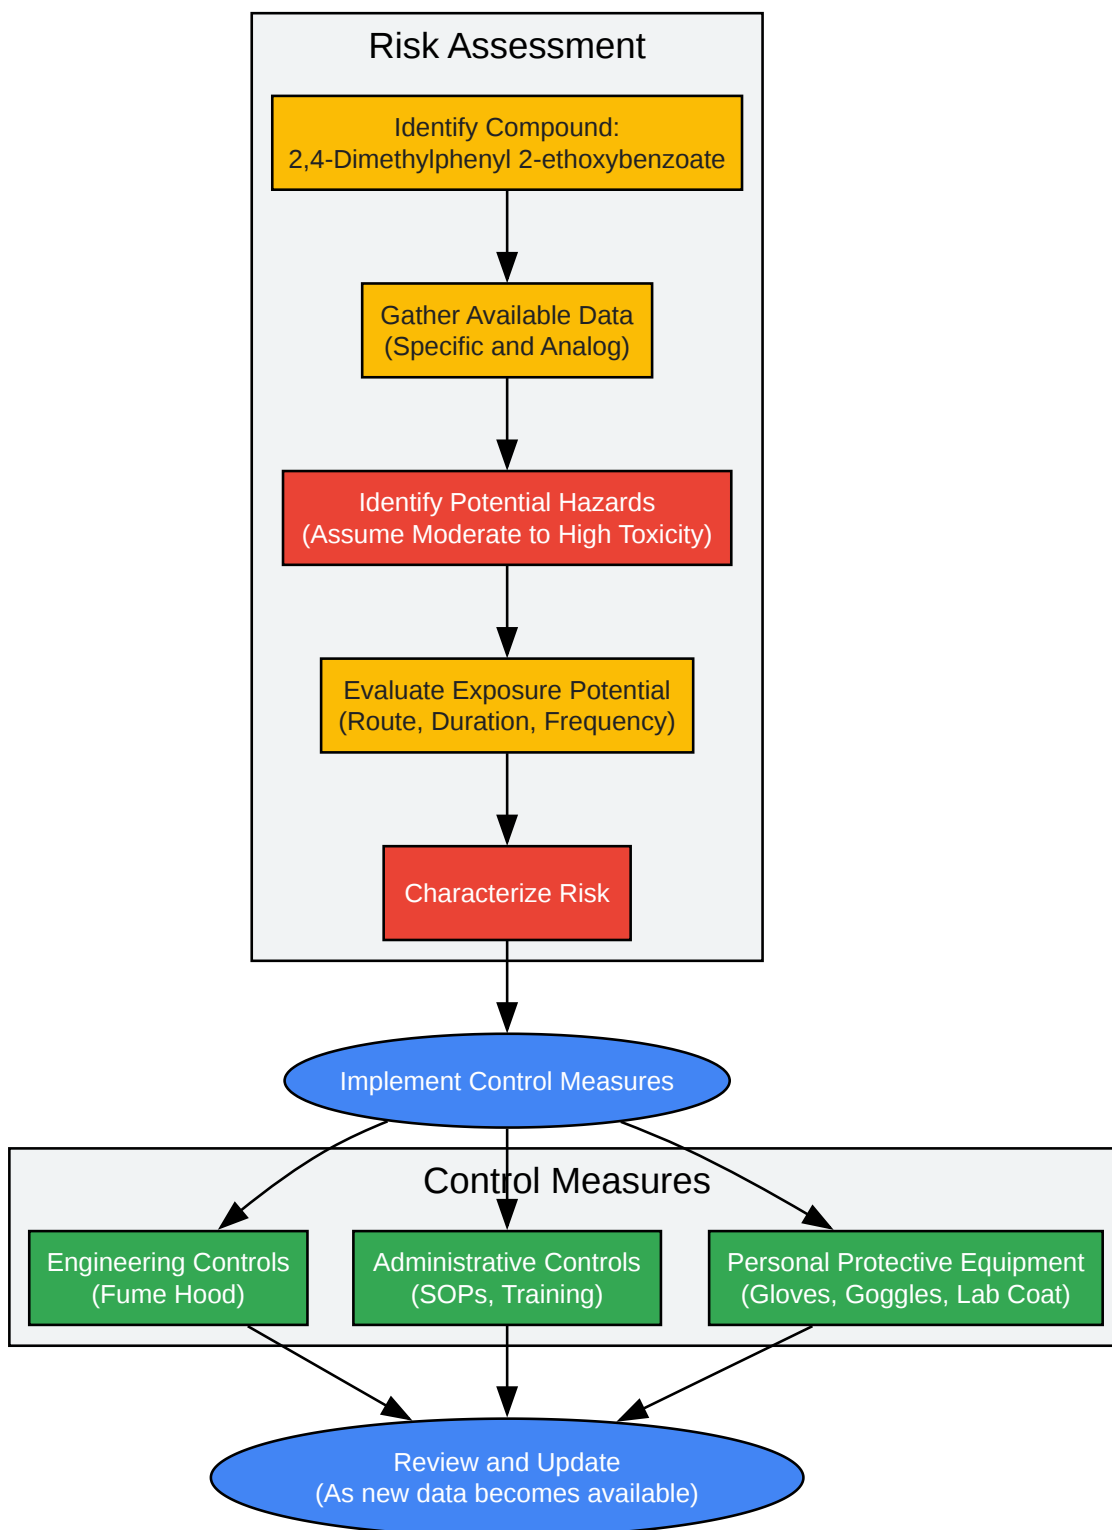 Risk Assessment
Identify Compound:
2,4-Dimethylphenyl 2-ethoxybenzoate
Gather Available Data
(Specific and Analog)
Identify Potential Hazards
(Assume Moderate to High Toxicity)
Evaluate Exposure Potential
(Route, Duration, Frequency)
Characterize Risk
Implement Control Measures
Control Measures
Engineering Controls
(Fume Hood)
Administrative Controls
(SOPs, Training)
Personal Protective Equipment
(Gloves, Goggles, Lab Coat)
Review and Update
(As new data becomes available)